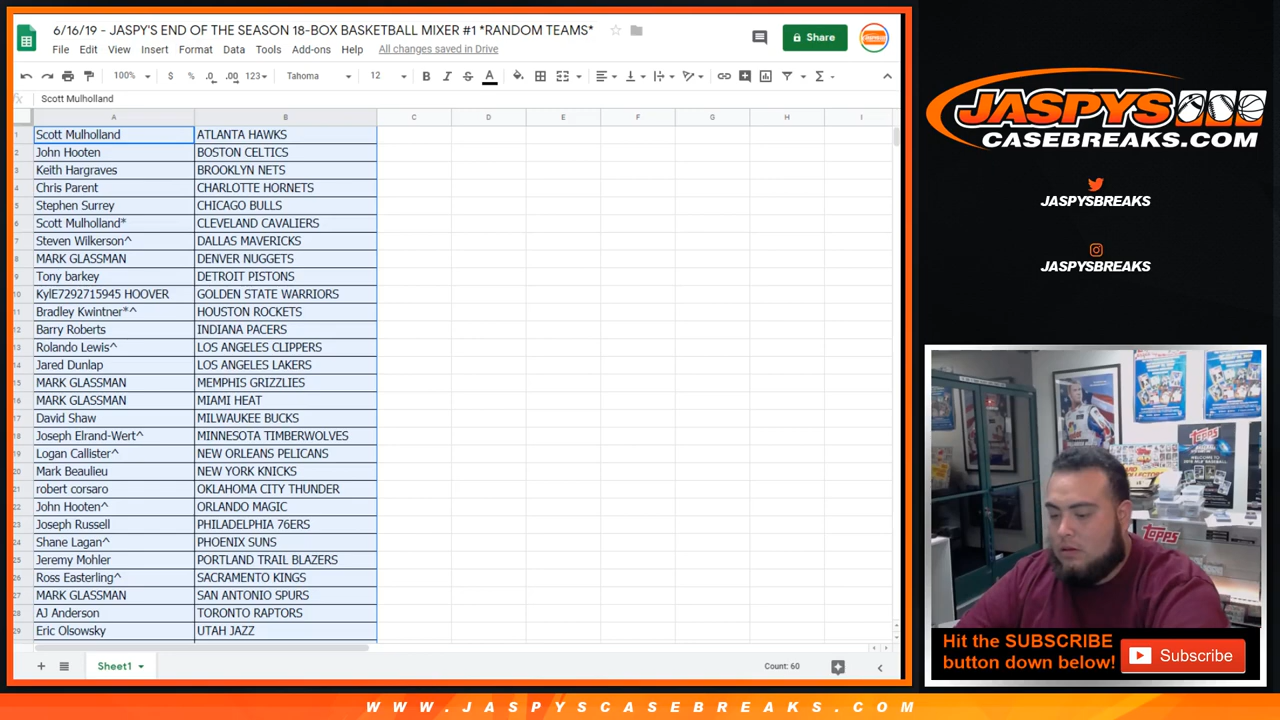 6/16/19 - JASPY'S END OF THE SEASON 18-BOX BASKETBALL MIXER #1 *RANDOM TEAMS*
File Edit View Insert Format Data Tools Add-ons Help All changes saved in Drive
Share
100% $ % .0 .00 123 Tahoma 12 B I S A
fx Scott Mulholland
A B C D E F G H I
1 Scott Mulholland ATLANTA HAWKS
2 John Hooten BOSTON CELTICS
3 Keith Hargraves BROOKLYN NETS
4 Chris Parent CHARLOTTE HORNETS
5 Stephen Surrey CHICAGO BULLS
6 Scott Mulholland* CLEVELAND CAVALIERS
7 Steven Wilkerson^ DALLAS MAVERICKS
8 MARK GLASSMAN DENVER NUGGETS
9 Tony barkey DETROIT PISTONS
10 KylE7292715945 HOOVER GOLDEN STATE WARRIORS
11 Bradley Kwintner*^ HOUSTON ROCKETS
12 Barry Roberts INDIANA PACERS
13 Rolando Lewis^ LOS ANGELES CLIPPERS
14 Jared Dunlap LOS ANGELES LAKERS
15 MARK GLASSMAN MEMPHIS GRIZZLIES
16 MARK GLASSMAN MIAMI HEAT
17 David Shaw MILWAUKEE BUCKS
18 Joseph Elrand-Wert^ MINNESOTA TIMBERWOLVES
19 Logan Callister^ NEW ORLEANS PELICANS
20 Mark Beaulieu NEW YORK KNICKS
21 robert corsaro OKLAHOMA CITY THUNDER
22 John Hooten^ ORLANDO MAGIC
23 Joseph Russell PHILADELPHIA 76ERS
24 Shane Lagan^ PHOENIX SUNS
25 Jeremy Mohler PORTLAND TRAIL BLAZERS
26 Ross Easterling^ SACRAMENTO KINGS
27 MARK GLASSMAN SAN ANTONIO SPURS
28 AJ Anderson TORONTO RAPTORS
29 Eric Olsowsky UTAH JAZZ
Sheet1
Count: 60
JASPYS
CASEBREAKS.COM
JASPYSBREAKS
JASPYSBREAKS
TOPPS
topps
Hit the SUBSCRIBE
button down below!
Subscribe
WWW.JASPYSCASEBREAKS.COM